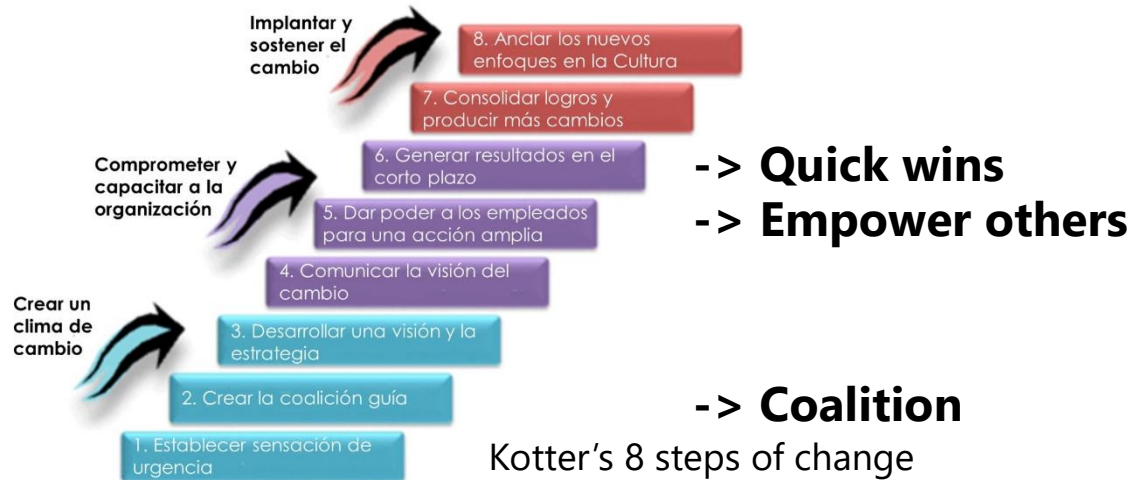 Implantar y
sostener el
cambio
8. Anclar los nuevos
enfoques en la Cultura
7. Consolidar logros y
producir más cambios
Comprometer y
capacitar a la
organización
6. Generar resultados en el
corto plazo
-> Quick wins
5. Dar poder a los empleados
para una acción amplia
-> Empower others
4. Comunicar la visión del
cambio
Crear un
clima de
cambio
3. Desarrollar una visión y la
estrategia
2. Crear la coalición guía
-> Coalition
1. Establecer sensación de
urgencia
Kotter’s 8 steps of change